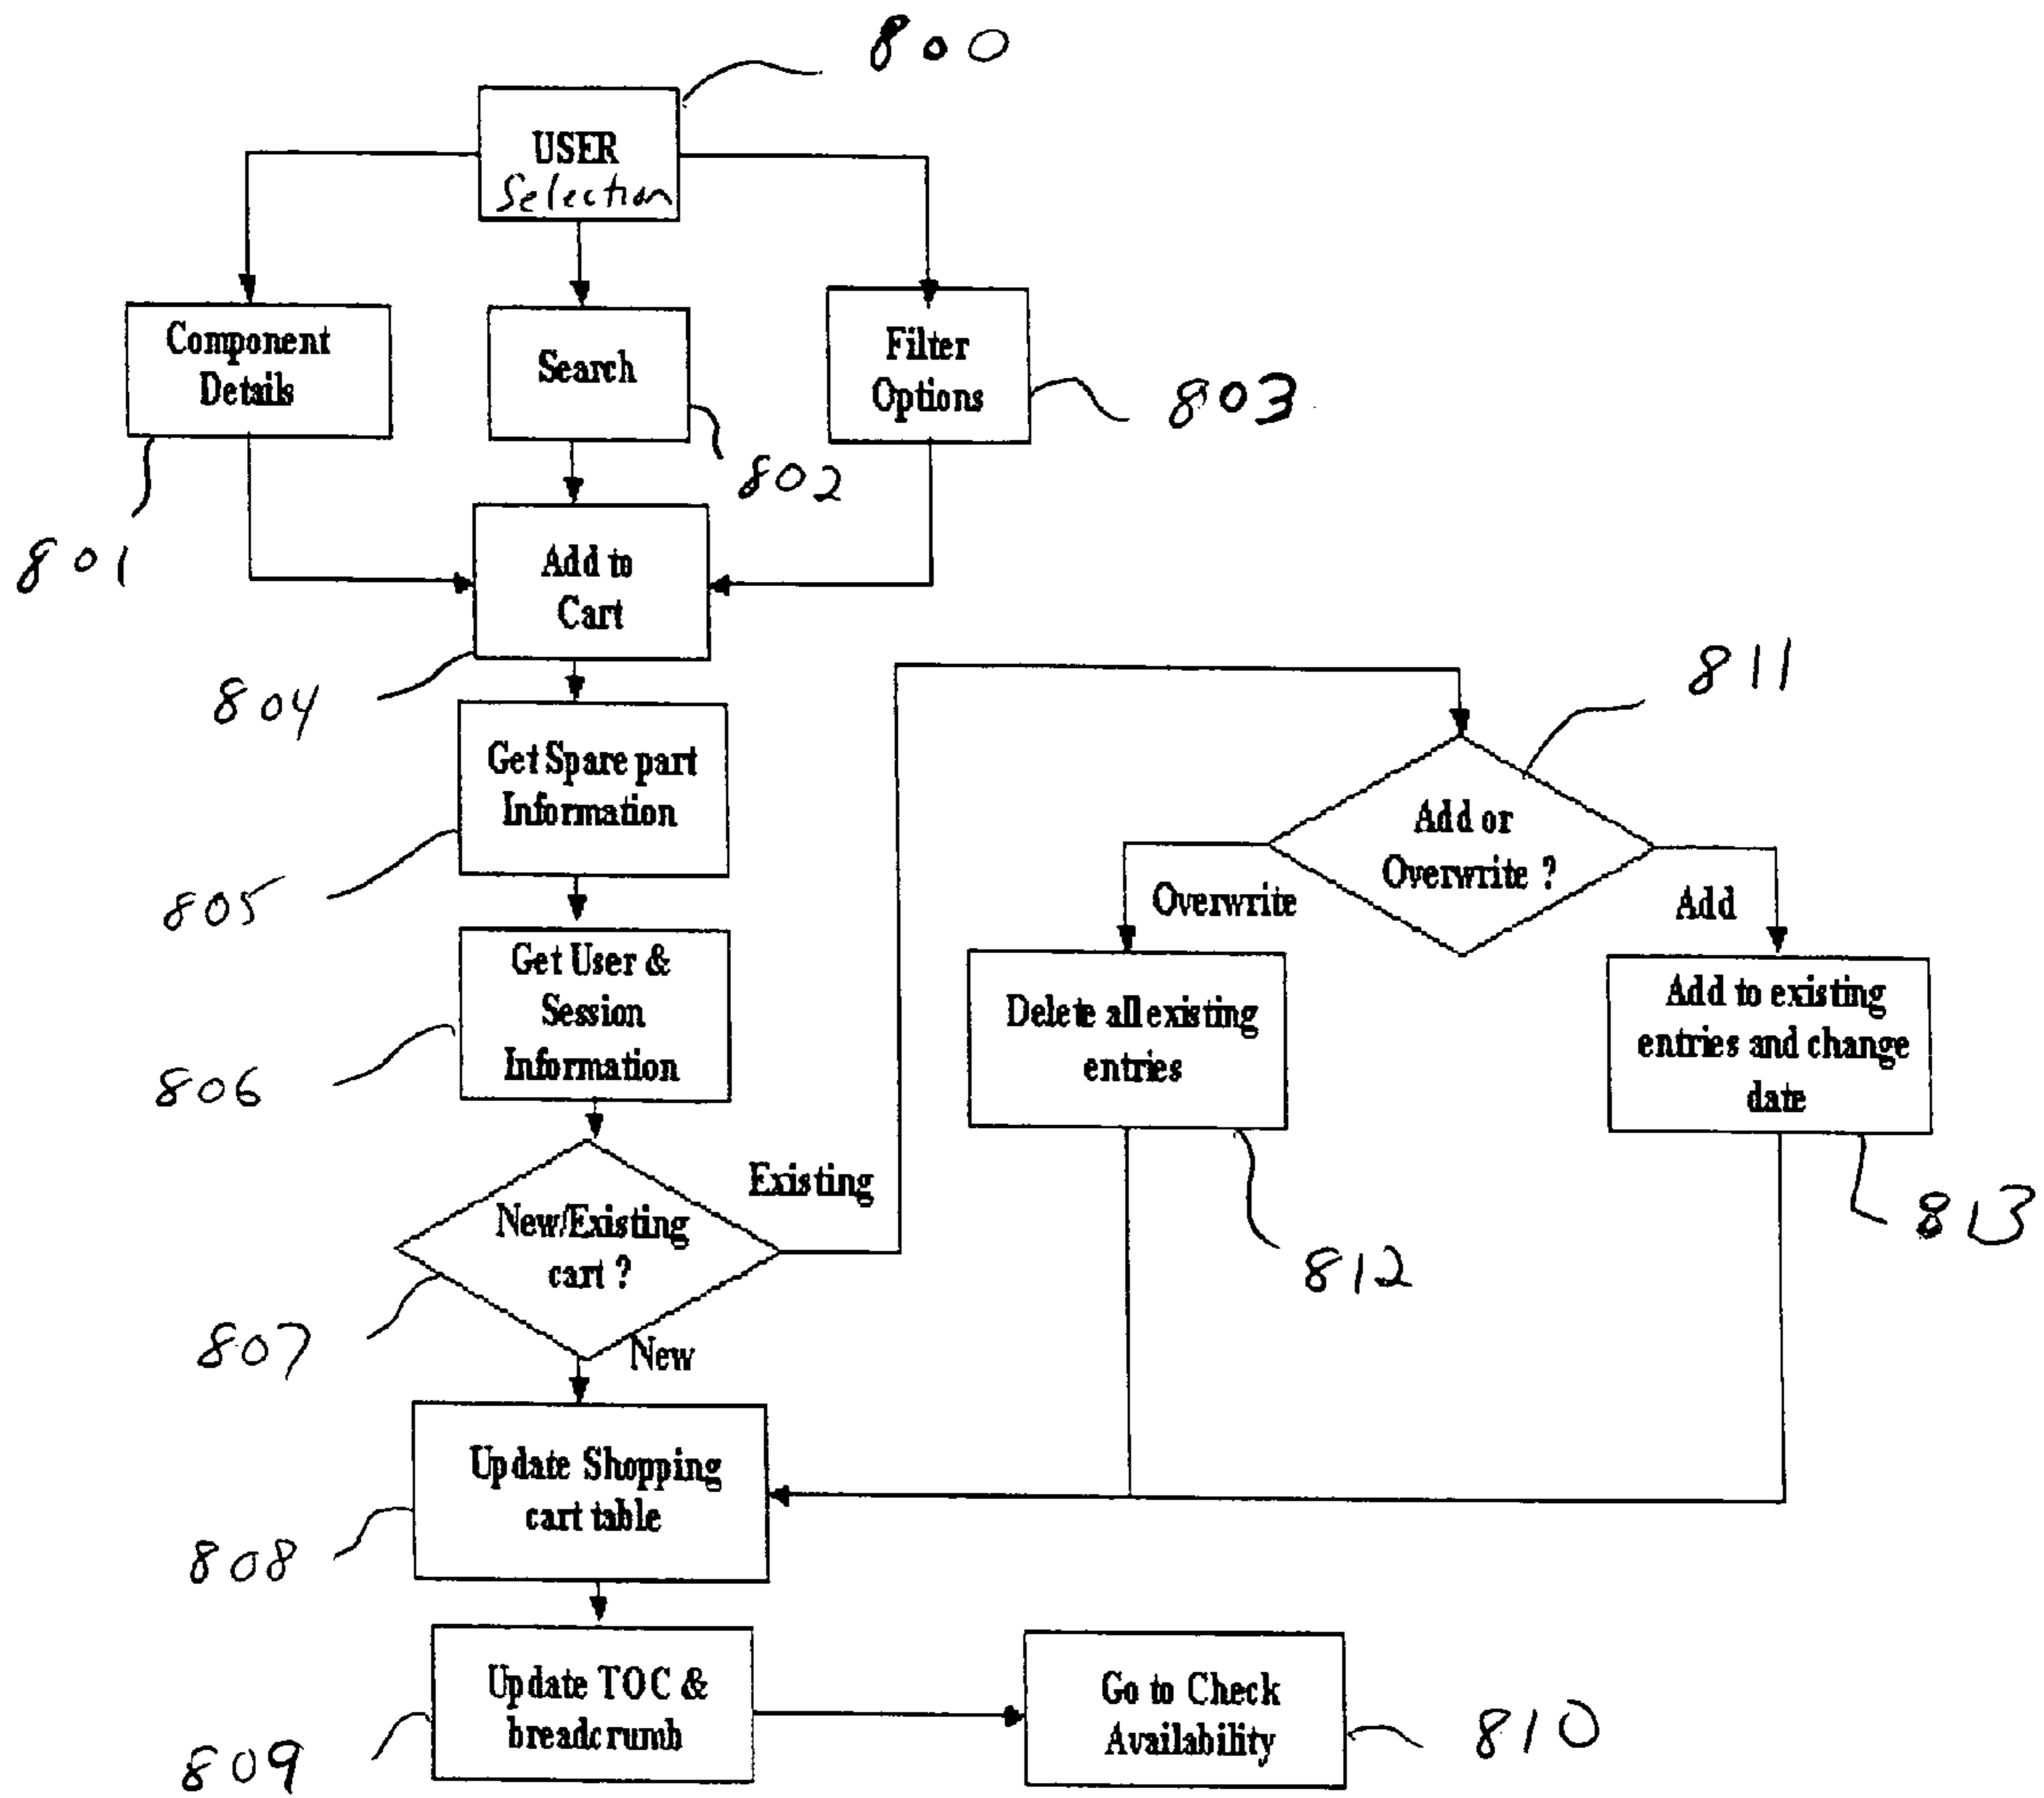 800
USER
Selection
Component
Details
Search
Filter
Options
803
802
801
Add to
Cart
804
811
Get Spare part
Information
Add or
Overwrite ?
805
Overwrite
Add
Get User &
Session
Information
Delete all existing
entries
Add to existing
entries and change
date
806
Existing
New/Existing
cart ?
813
812
807
New
Update Shopping
cart table
808
Update TOC &
breadcrumb
Go to Check
Availability
810
809